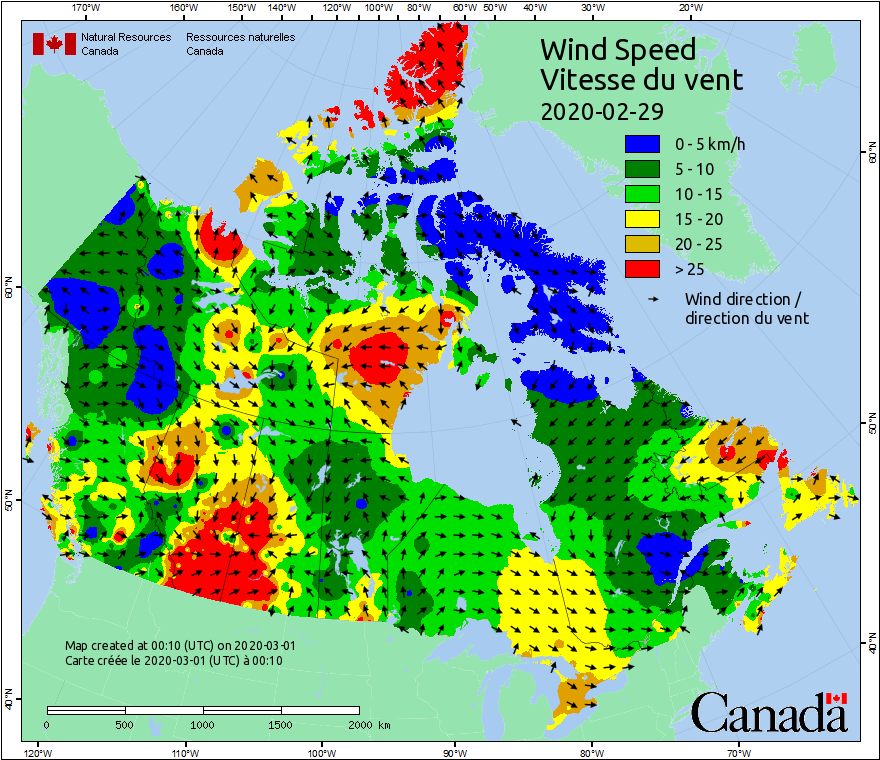 170°W 160°W 150°W 140°W 120°W 100°W 80°W 60°W 50°W 40°W 30°W 20°W
Natural Resources Ressources naturelles
Canada Canada
Wind Speed
Vitesse du vent
2020-02-29
0 - 5 km/h
5 - 10
10 - 15
15 - 20
20 - 25
> 25
Wind direction /
direction du vent
60°N
60°N
50°N
50°N
40°N
40°N
Map created at 00:10 (UTC) on 2020-03-01
Carte créée le 2020-03-01 (UTC) à 00:10
0 500 1000 1500 2000 km
Canada
120°W 110°W 100°W 90°W 80°W 70°W